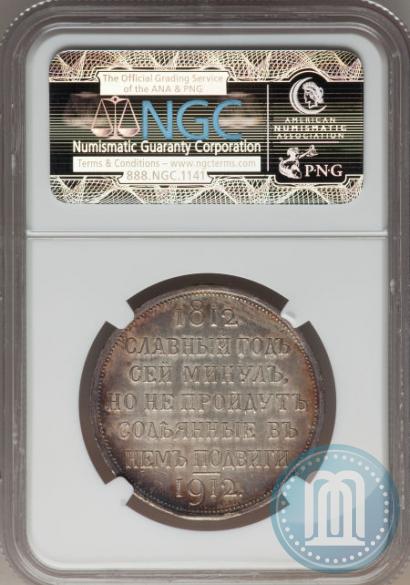 The Official Grading Service
of the ANA & PNG
NGC
Numismatic Guaranty Corporation
Terms & Conditions – www.ngcterms.com
888.NGC.1141
AMERICAN
NUMISMATIC
ASSOCIATION
PNG
1812
СЛАВНЫЙ ГОДЪ
СЕЙ МИНУЛЪ,
НО НЕ ПРОЙДУТЪ
СОДѢЯННЫЕ ВЪ
НЕМЪ ПОДВИГИ
1912.
M